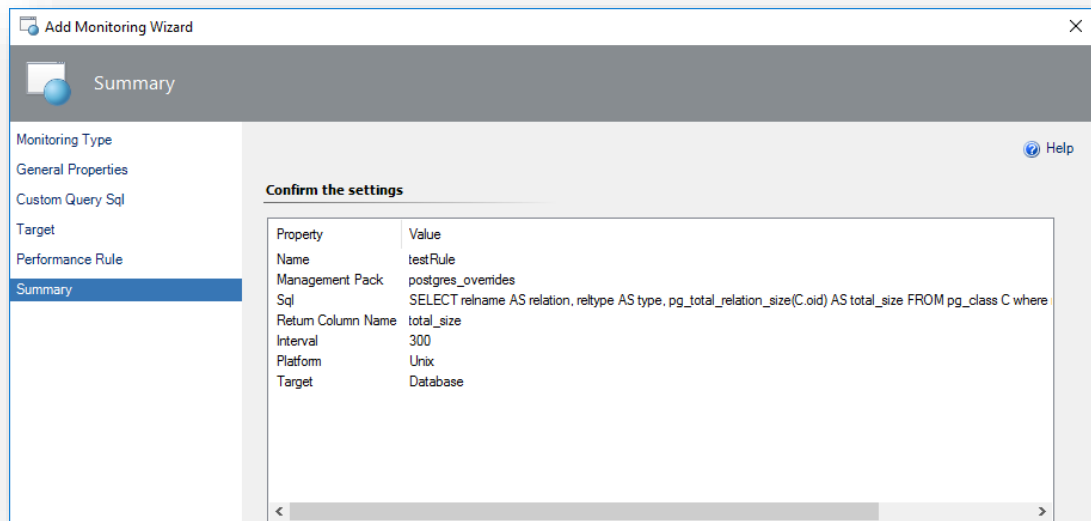 Add Monitoring Wizard
Summary
Monitoring Type
General Properties
Custom Query Sql
Target
Performance Rule
Summary
Help
Confirm the settings
Property Value
Name testRule
Management Pack postgres_overrides
Sql SELECT relname AS relation, reltype AS type, pg_total_relation_size(C.oid) AS total_size FROM pg_class C where
Return Column Name total_size
Interval 300
Platform Unix
Target Database